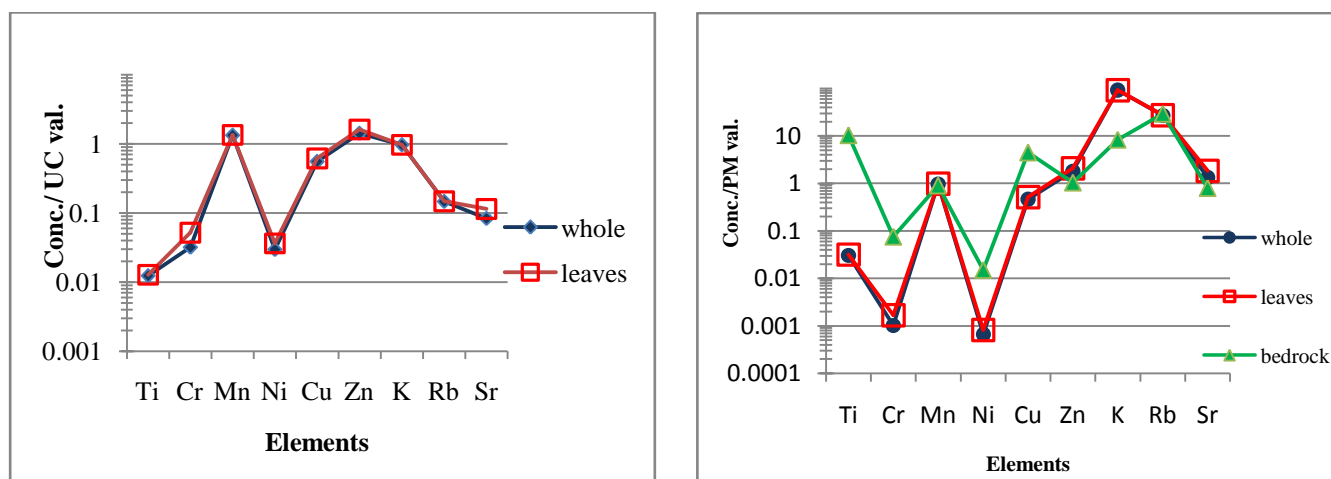 Conc./ UC val.
1
0.1
0.01
0.001
Ti Cr Mn Ni Cu Zn K Rb Sr
Elements
whole
leaves
Conc./PM val.
10
1
0.1
0.01
0.001
0.0001
Ti Cr Mn Ni Cu Zn K Rb Sr
Elements
whole
leaves
bedrock